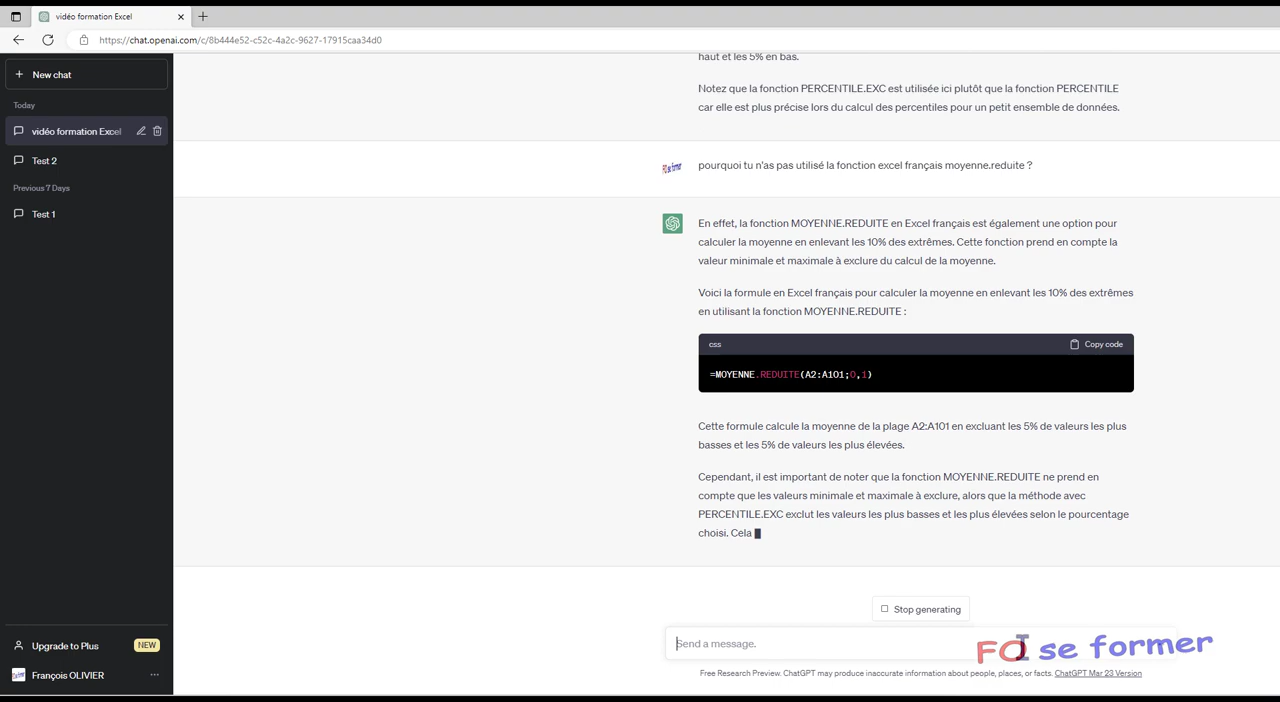 vidéo formation Excel
https://chat.openai.com/c/8b444e52-c52c-4a2c-9627-17915caa34d0
New chat
Today
vidéo formation Excel
Test 2
Previous 7 Days
Test 1
Upgrade to Plus NEW
François OLIVIER
haut et les 5% en bas.
Notez que la fonction PERCENTILE.EXC est utilisée ici plutôt que la fonction PERCENTILE
car elle est plus précise lors du calcul des percentiles pour un petit ensemble de données.
pourquoi tu n'as pas utilisé la fonction excel français moyenne.reduite ?
En effet, la fonction MOYENNE.REDUITE en Excel français est également une option pour
calculer la moyenne en enlevant les 10% des extrêmes. Cette fonction prend en compte la
valeur minimale et maximale à exclure du calcul de la moyenne.
Voici la formule en Excel français pour calculer la moyenne en enlevant les 10% des extrêmes
en utilisant la fonction MOYENNE.REDUITE :
css Copy code
=MOYENNE.REDUITE(A2:A101;0,1)
Cette formule calcule la moyenne de la plage A2:A101 en excluant les 5% de valeurs les plus
basses et les 5% de valeurs les plus élevées.
Cependant, il est important de noter que la fonction MOYENNE.REDUITE ne prend en
compte que les valeurs minimale et maximale à exclure, alors que la méthode avec
PERCENTILE.EXC exclut les valeurs les plus basses et les plus élevées selon le pourcentage
choisi. Cela
Stop generating
Send a message.
FO se former
Free Research Preview. ChatGPT may produce inaccurate information about people, places, or facts. ChatGPT Mar 23 Version